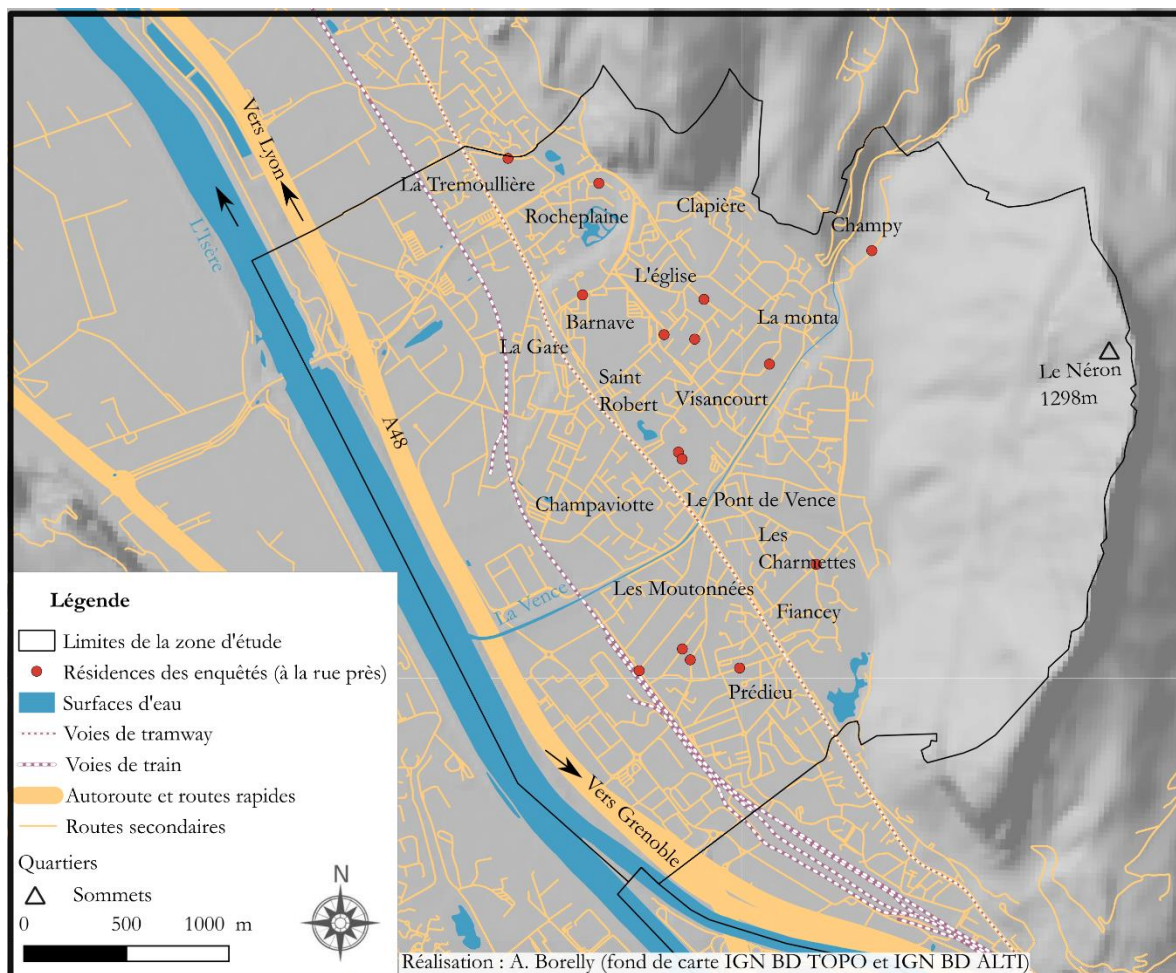 Vers Lyon
L'Isère
La Tremoullière
Rocheplaine
Clapière
Champy
L'église
La monta
Barnave
La Gare
Saint
Robert
Visancourt
Le Néron
1298m
A48
Champaviotte
Le Pont de Vence
Les
Charmettes
La Vence
Les Moutonnées
Fiancey
Prédieu
Vers Grenoble
Légende
Limites de la zone d'étude
Résidences des enquêtés (à la rue près)
Surfaces d'eau
Voies de tramway
Voies de train
Autoroute et routes rapides
Routes secondaires
Quartiers
Sommets
0 500 1000 m
N
Réalisation : A. Borelly (fond de carte IGN BD TOPO et IGN BD ALTI)